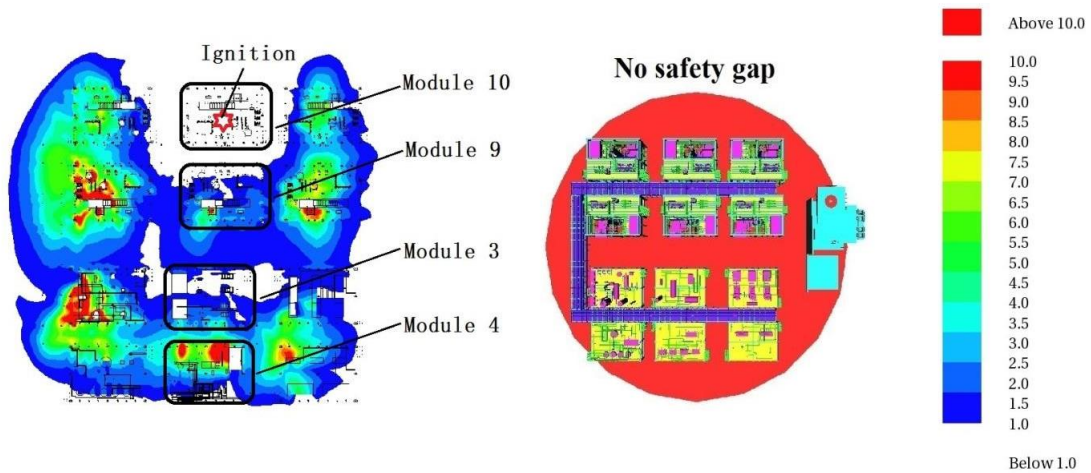 Ignition
Module 10
Module 9
Module 3
Module 4
No safety gap
Above 10.0
10.0
9.5
9.0
8.5
8.0
7.5
7.0
6.5
6.0
5.5
5.0
4.5
4.0
3.5
3.0
2.5
2.0
1.5
1.0
Below 1.0